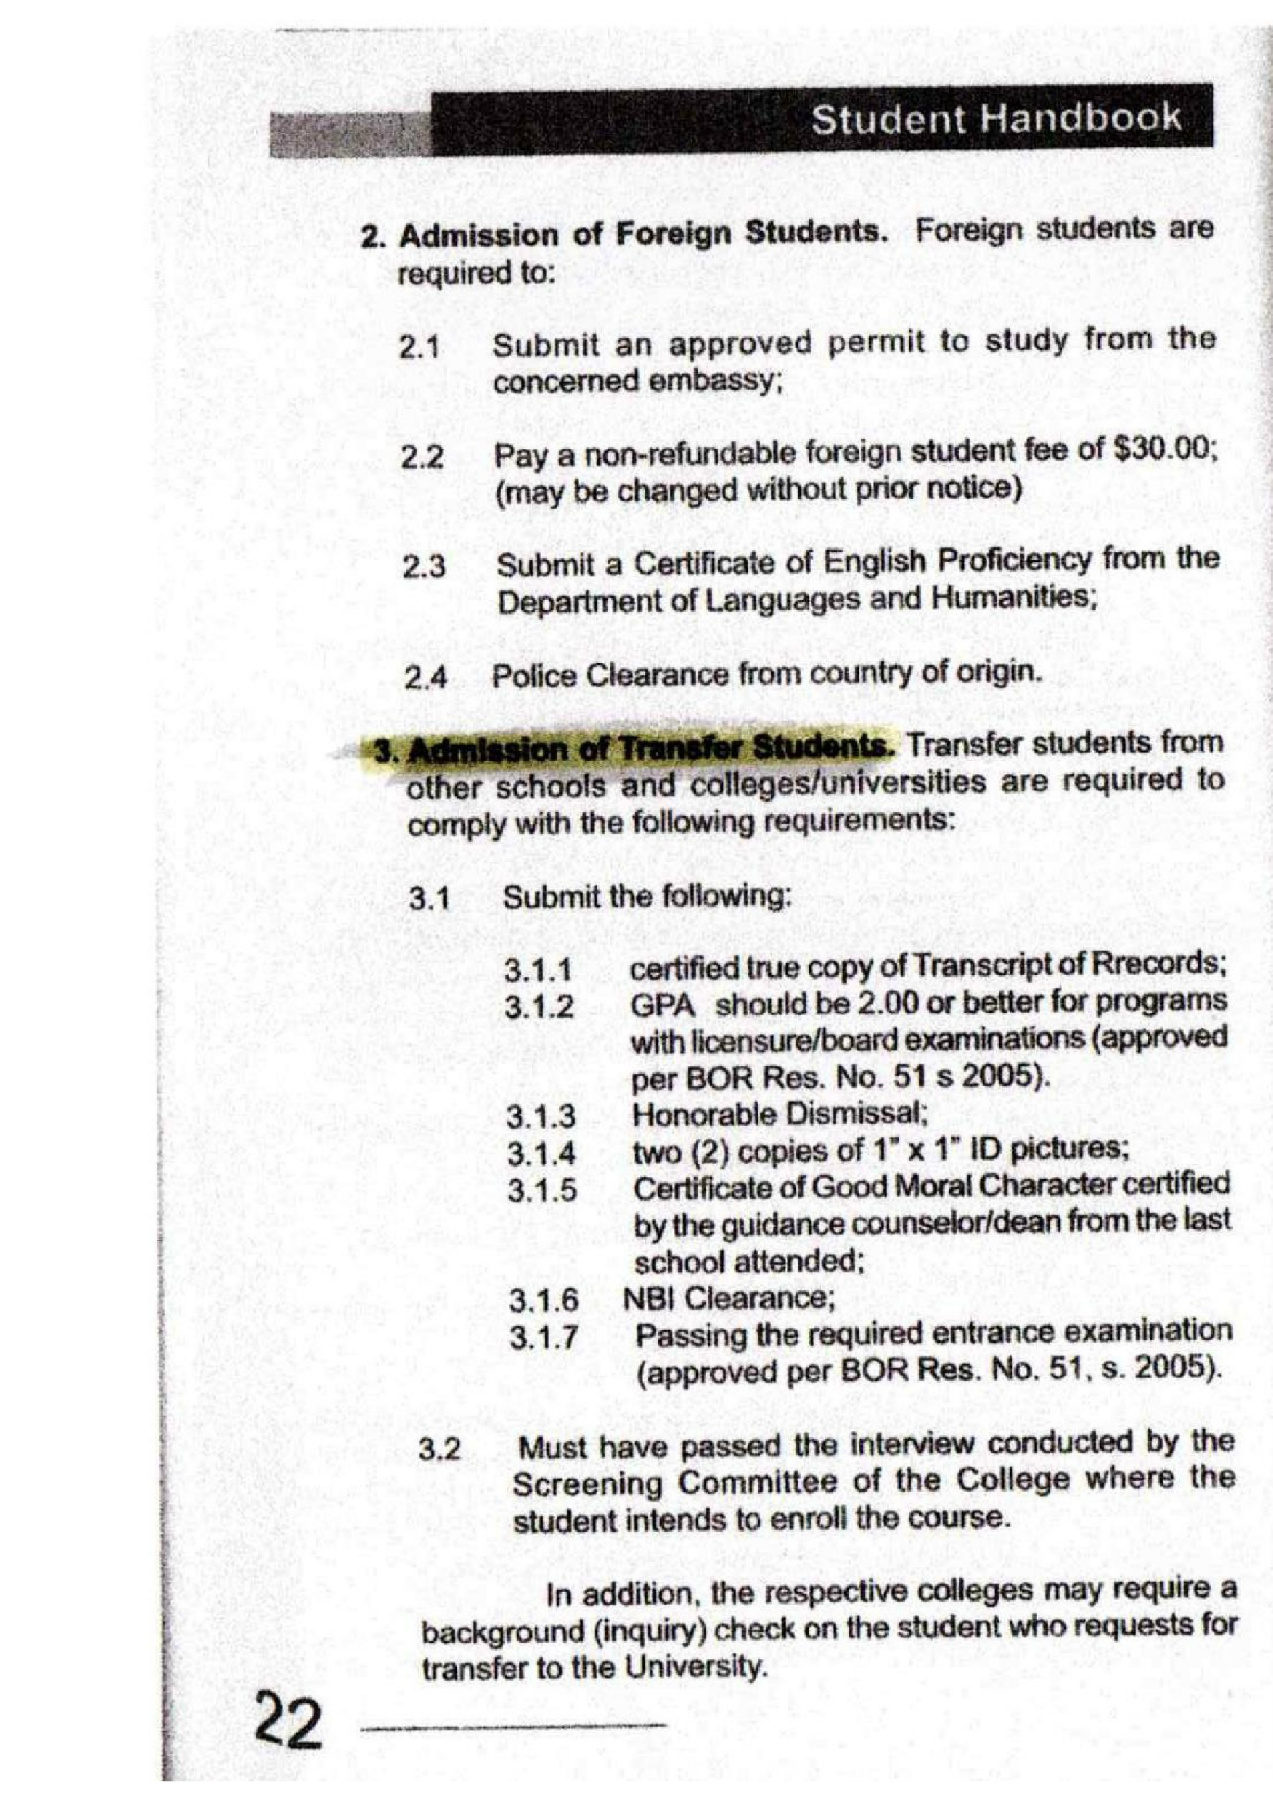 Student Handbook
2. Admission of Foreign Students. Foreign students are
required to:
2.1 Submit an approved permit to study from the
concerned embassy;
2.2 Pay a non-refundable foreign student fee of $30.00;
(may be changed without prior notice)
2.3 Submit a Certificate of English Proficiency from the
Department of Languages and Humanities;
2.4 Police Clearance from country of origin.
3. Admission of Transfer Students. Transfer students from
other schools and colleges/universities are required to
comply with the following requirements:
3.1 Submit the following:
3.1.1 certified true copy of Transcript of Rrecords;
3.1.2 GPA should be 2.00 or better for programs
with licensure/board examinations (approved
per BOR Res. No. 51 s 2005).
3.1.3 Honorable Dismissal;
3.1.4 two (2) copies of 1" x 1" ID pictures;
3.1.5 Certificate of Good Moral Character certified
by the guidance counselor/dean from the last
school attended;
3.1.6 NBI Clearance;
3.1.7 Passing the required entrance examination
(approved per BOR Res. No. 51, s. 2005).
3.2 Must have passed the interview conducted by the
Screening Committee of the College where the
student intends to enroll the course.
In addition, the respective colleges may require a
background (inquiry) check on the student who requests for
transfer to the University.
22